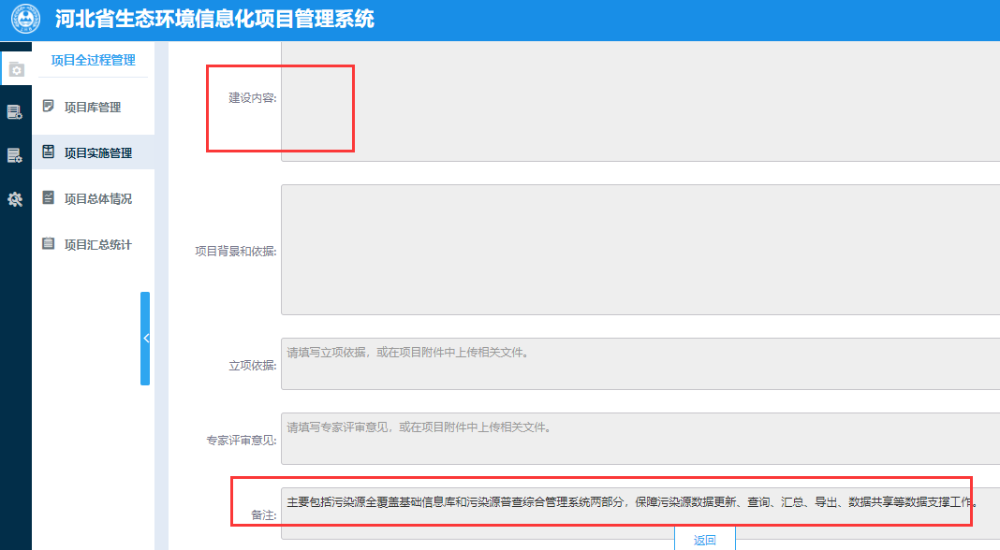 河北省生态环境信息化项目管理系统
项目全过程管理
项目库管理
项目实施管理
项目总体情况
项目汇总统计
建设内容:
项目背景和依据:
立项依据:
请填写立项依据，或在项目附件中上传相关文件。
专家评审意见:
请填写专家评审意见，或在项目附件中上传相关文件。
备注:
主要包括污染源全覆盖基础信息库和污染源普查综合管理系统两部分，保障污染源数据更新、查询、汇总、导出、数据共享等数据支撑工作。
返回